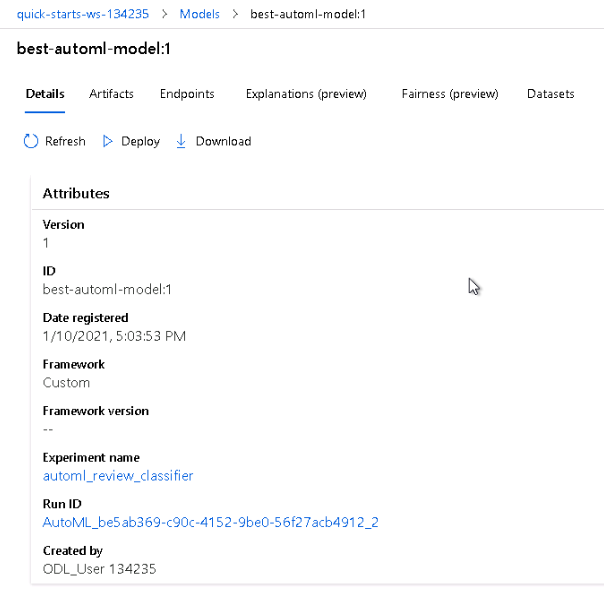 quick-starts-ws-134235 > Models > best-automl-model:1
best-automl-model:1
Details Artifacts Endpoints Explanations (preview) Fairness (preview) Datasets
Refresh Deploy Download
Attributes
Version
1
ID
best-automl-model:1
Date registered
1/10/2021, 5:03:53 PM
Framework
Custom
Framework version
--
Experiment name
automl_review_classifier
Run ID
AutoML_be5ab369-c90c-4152-9be0-56f27acb4912_2
Created by
ODL_User 134235